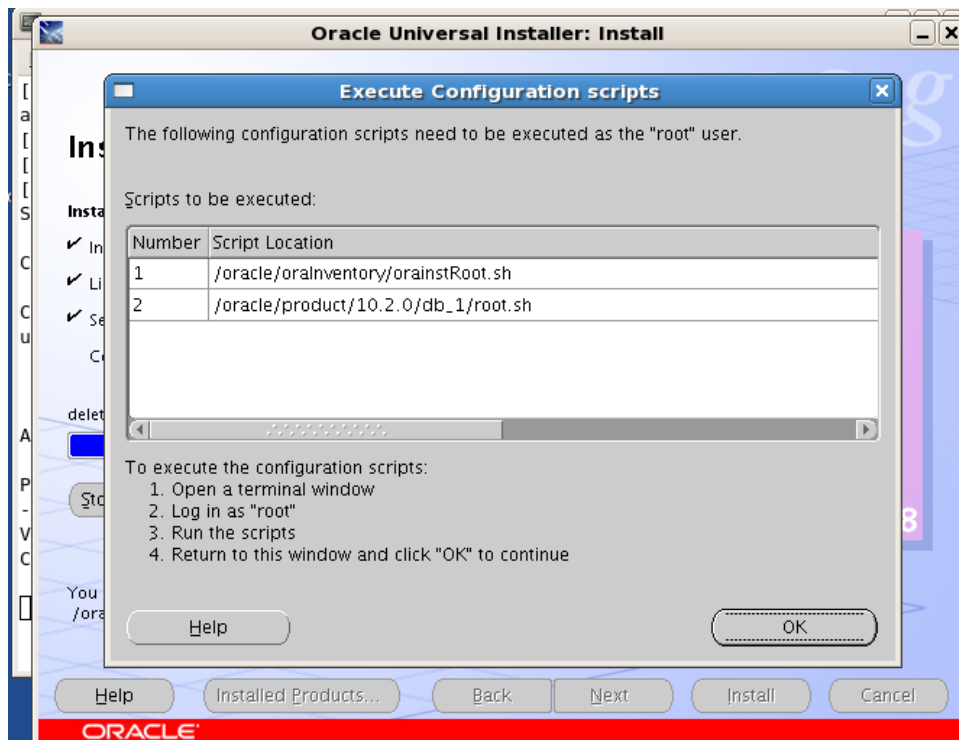 Oracle Universal Installer: Install
Execute Configuration scripts
The following configuration scripts need to be executed as the "root" user.
Scripts to be executed:
Number Script Location
1 /oracle/oraInventory/orainstRoot.sh
2 /oracle/product/10.2.0/db_1/root.sh
To execute the configuration scripts:
1. Open a terminal window
2. Log in as "root"
3. Run the scripts
4. Return to this window and click "OK" to continue
Help OK
You
Help Installed Products... Back Next Install Cancel
ORACLE